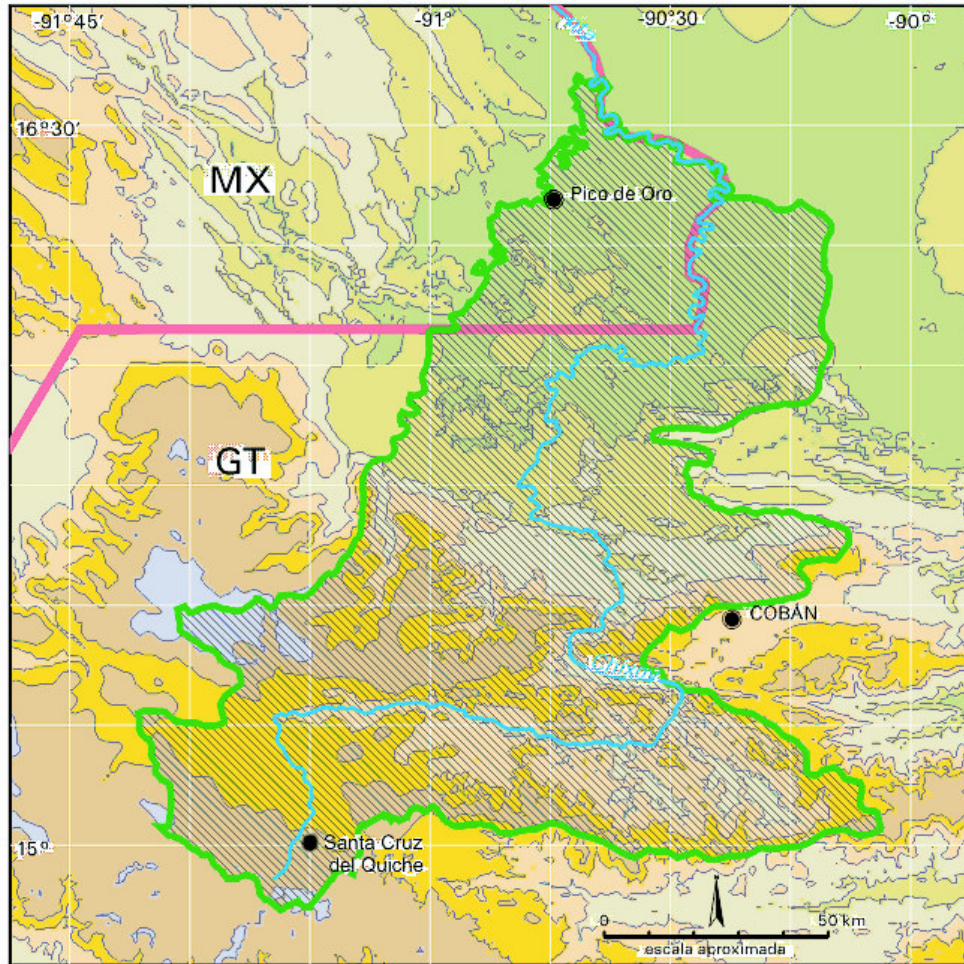 -91°45'
-91°
-90°30'
-90°
16°30'
MX
Pico de Oro
GT
COBÁN
15°
Santa Cruz
del Quiche
0
50 km
escala aproximada